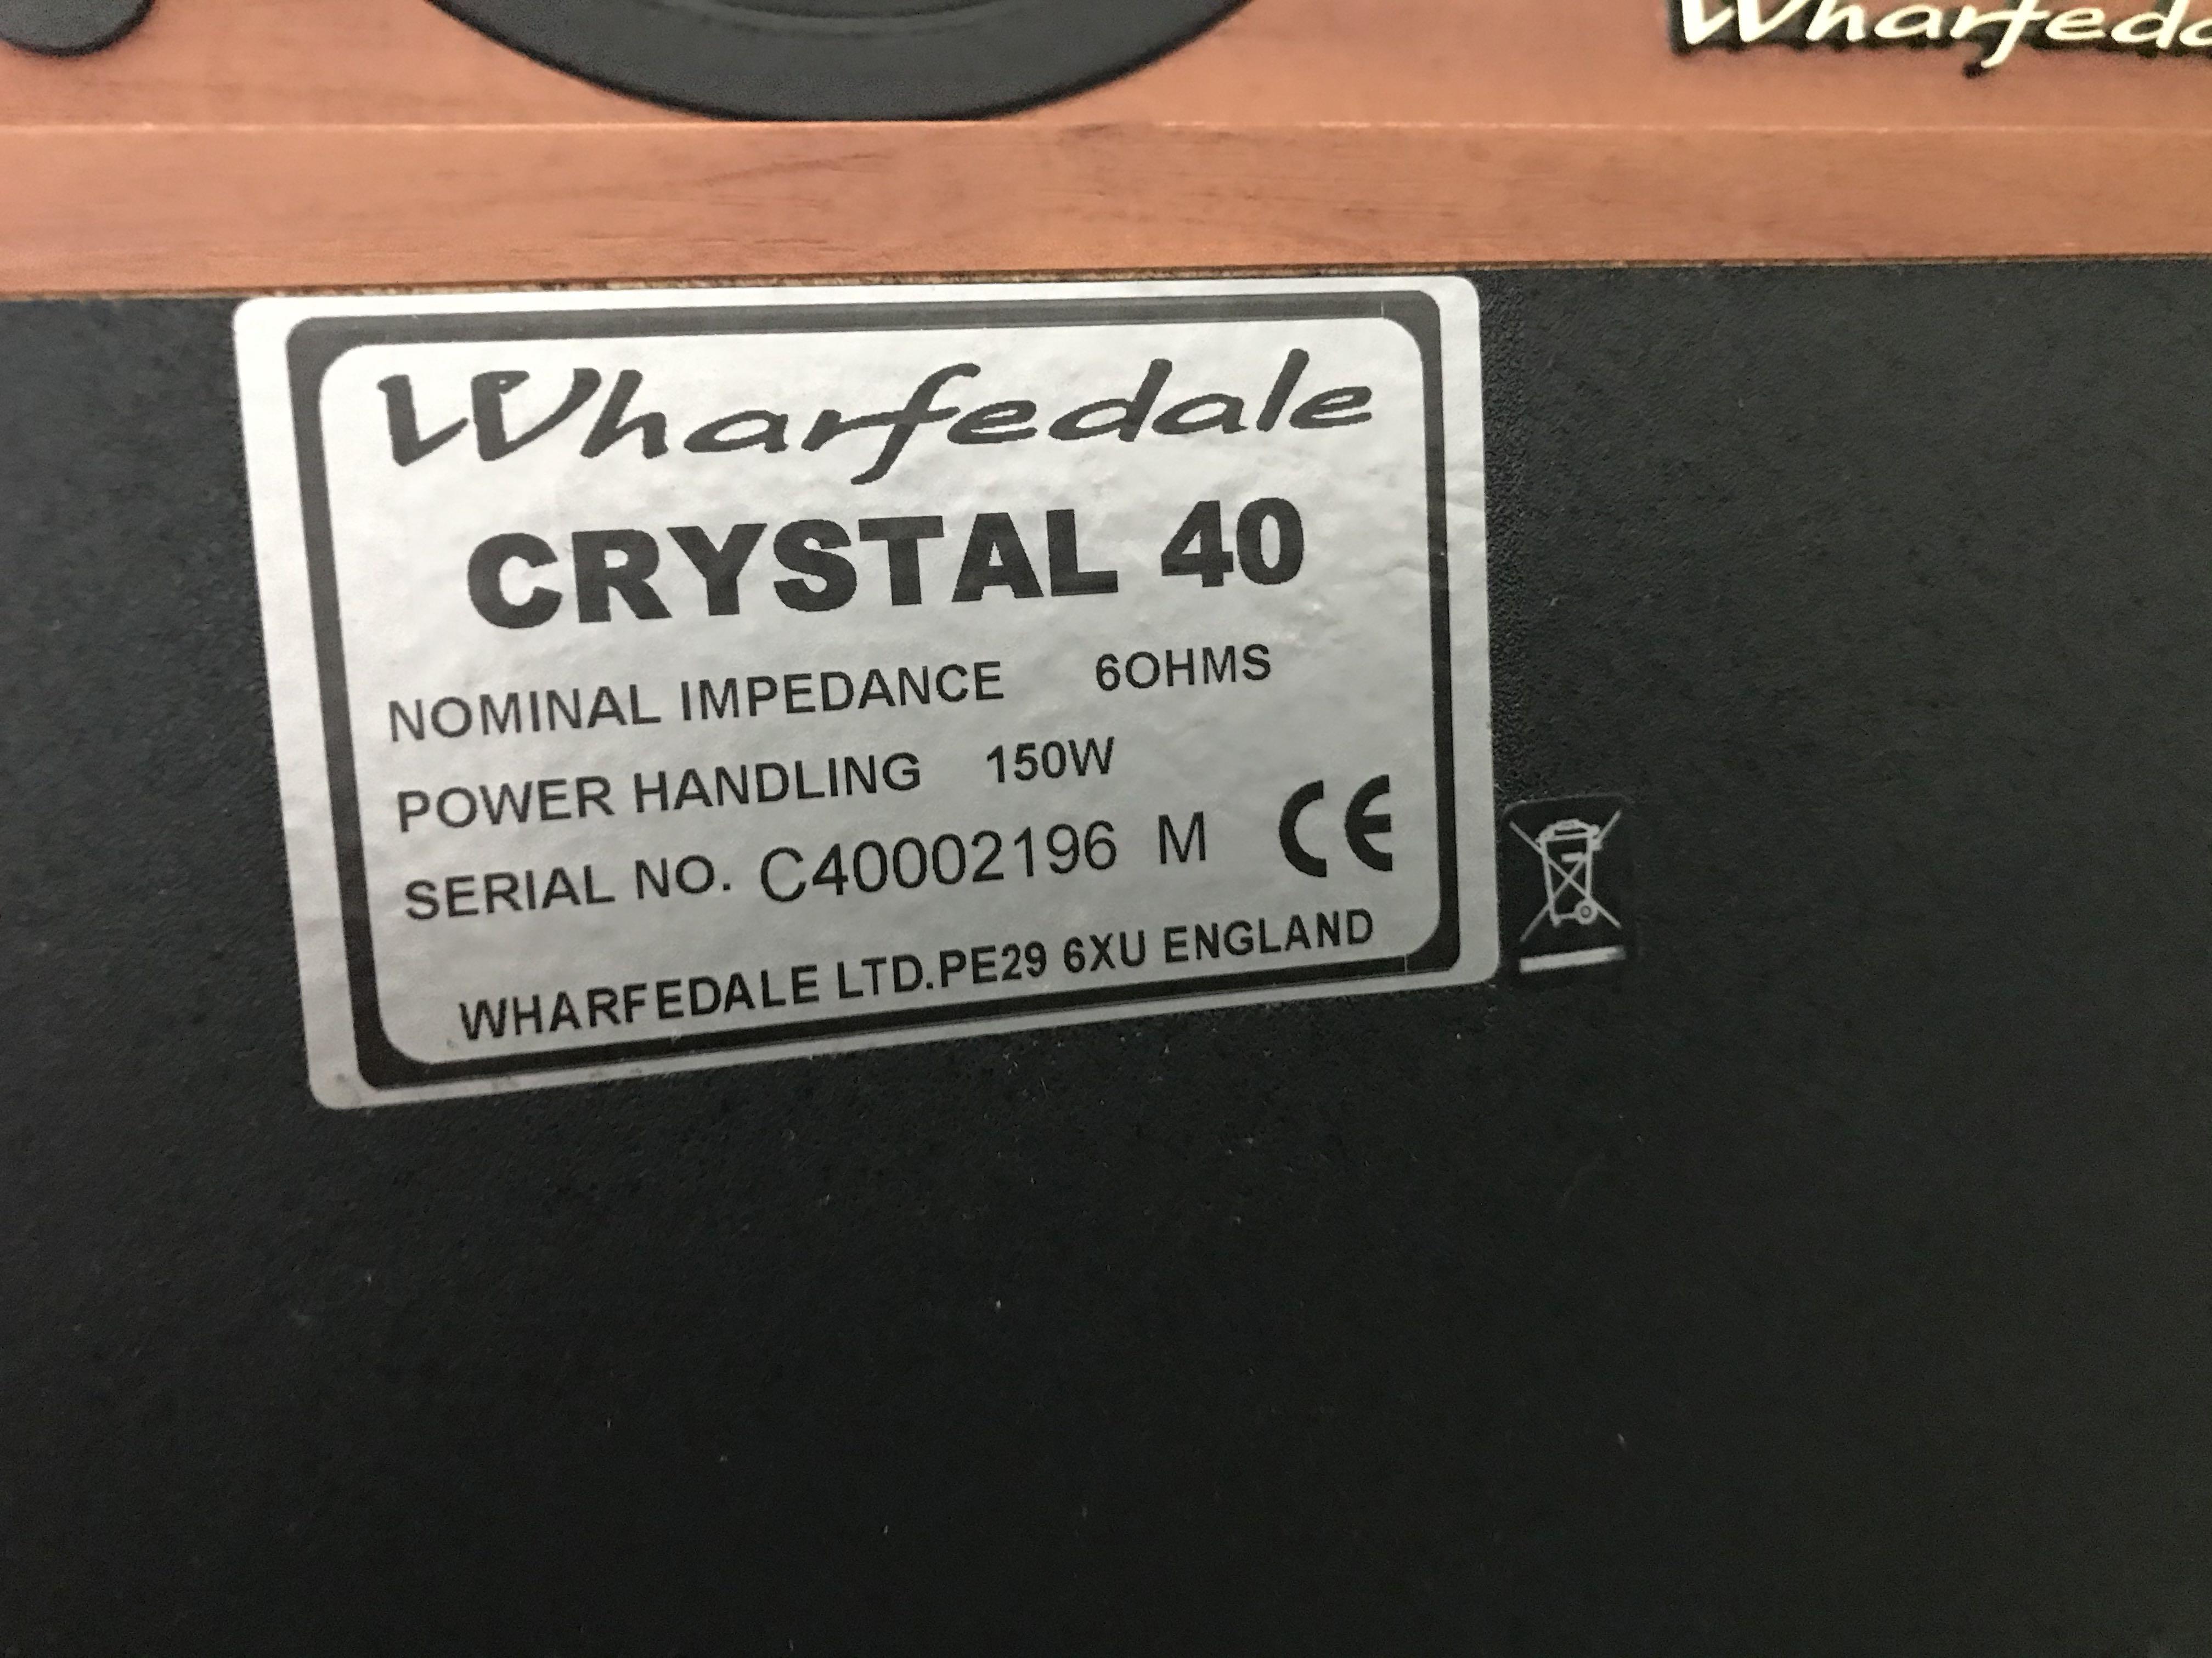 Wharfeda
Wharfedale
CRYSTAL 40
NOMINAL IMPEDANCE 6OHMS
POWER HANDLING 150W
SERIAL NO. C40002196 M CE
WHARFEDALE LTD.PE29 6XU ENGLAND